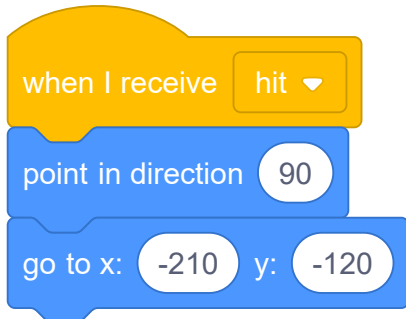 when I receive hit
point in direction 90
go to x: -210 y: -120